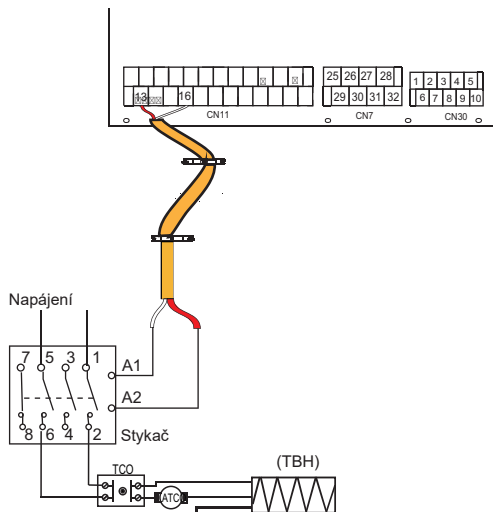 25 26 27 28
1 2 3 4 5
13 16
29 30 31 32
6 7 8 9 10
CN11 CN7 CN30
Napájení
7 5 3 1
A1
A2
8 6 4 2
Stykač
TCO
(TBH)
ATC